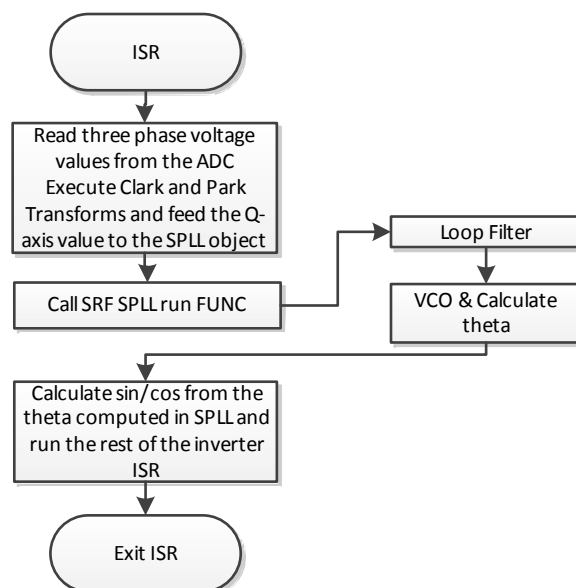 ISR
Read three phase voltage
values from the ADC
Execute Clark and Park
Transforms and feed the Q-
axis value to the SPLL object
Call SRF SPLL run FUNC
Loop Filter
VCO & Calculate
theta
Calculate sin/cos from the
theta computed in SPLL and
run the rest of the inverter
ISR
Exit ISR